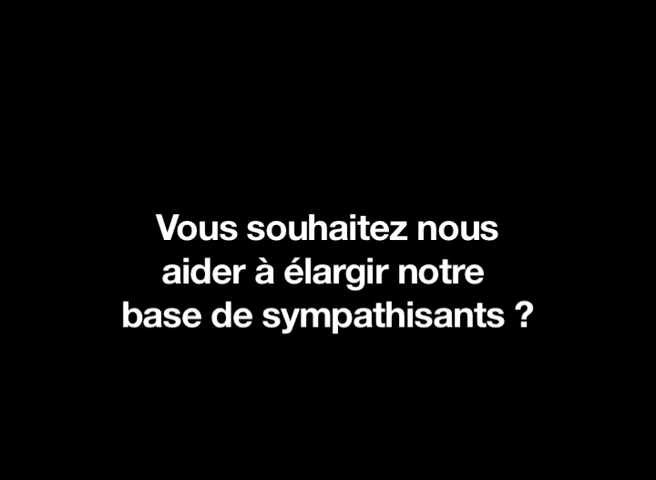 Vous souhaitez nous
aider à élargir notre
base de sympathisants ?